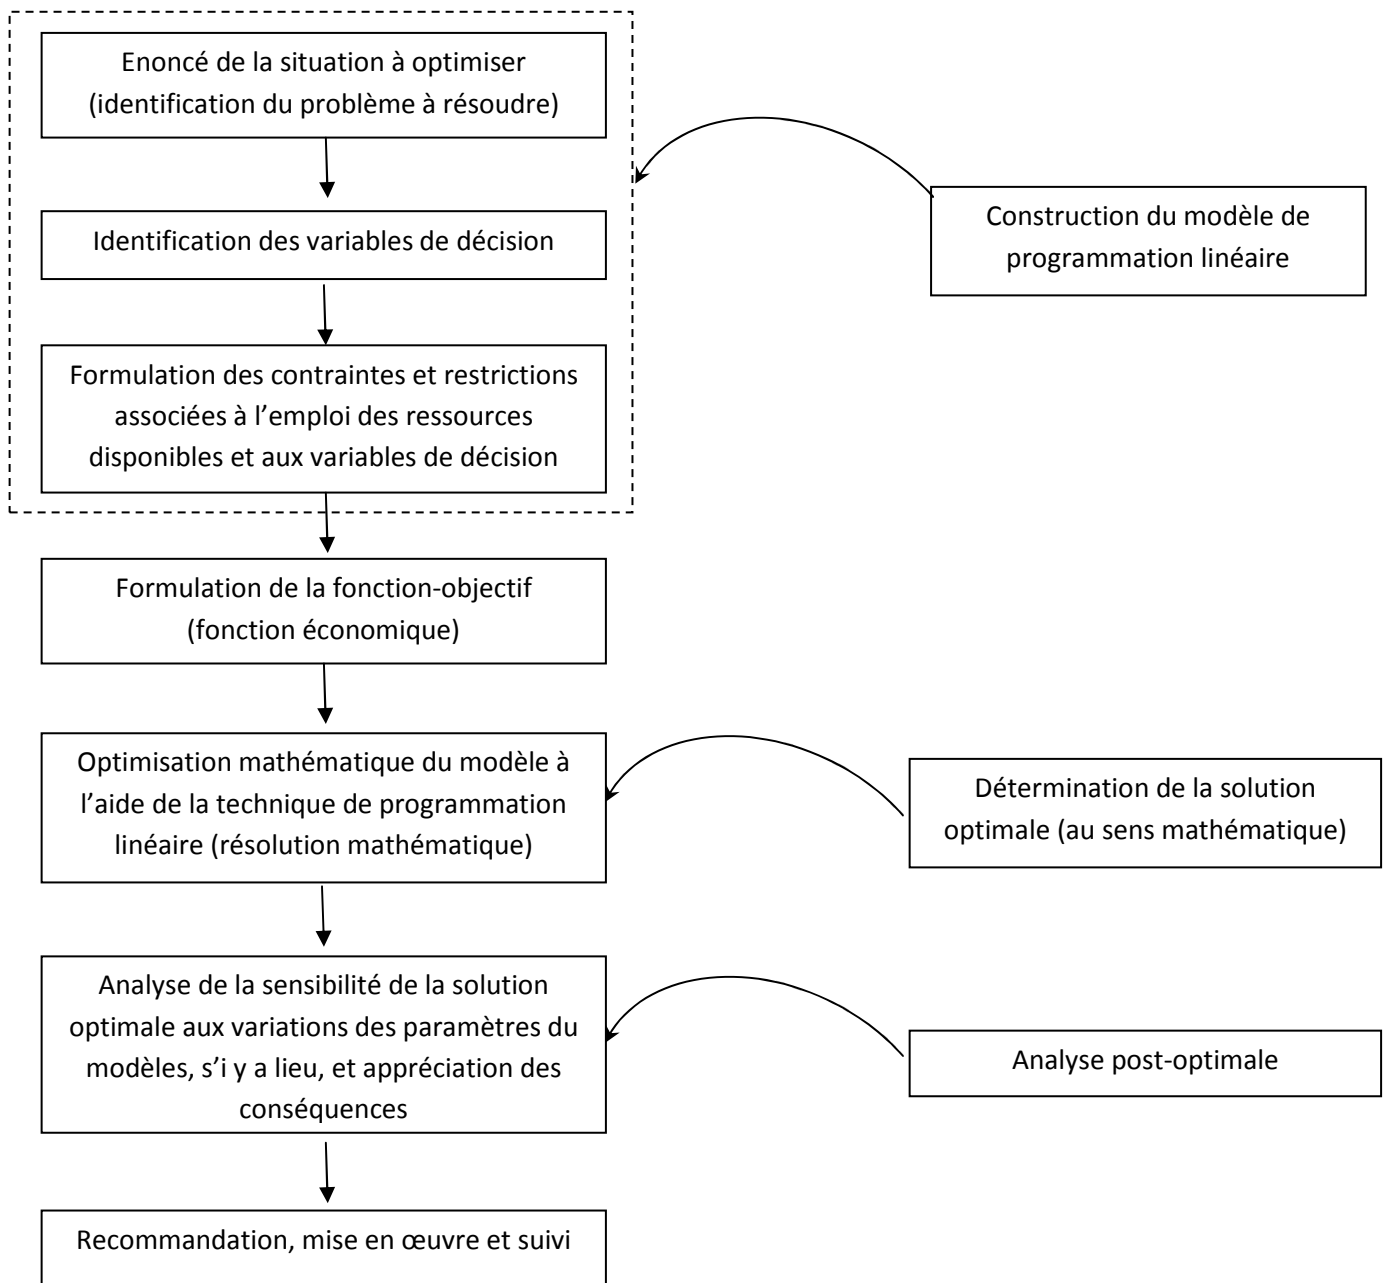 Enoncé de la situation à optimiser
(identification du problème à résoudre)
Identification des variables de décision
Construction du modèle de
programmation linéaire
Formulation des contraintes et restrictions
associées à l’emploi des ressources
disponibles et aux variables de décision
Formulation de la fonction-objectif
(fonction économique)
Optimisation mathématique du modèle à
l’aide de la technique de programmation
linéaire (résolution mathématique)
Détermination de la solution
optimale (au sens mathématique)
Analyse de la sensibilité de la solution
optimale aux variations des paramètres du
modèles, s’i y a lieu, et appréciation des
conséquences
Analyse post-optimale
Recommandation, mise en œuvre et suivi